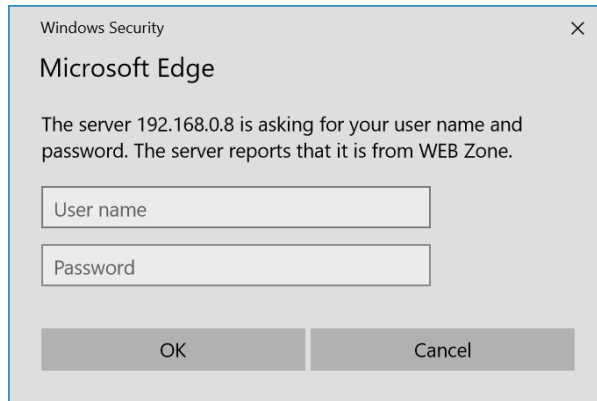 Windows Security
Microsoft Edge
The server 192.168.0.8 is asking for your user name and
password. The server reports that it is from WEB Zone.
User name
Password
OK
Cancel